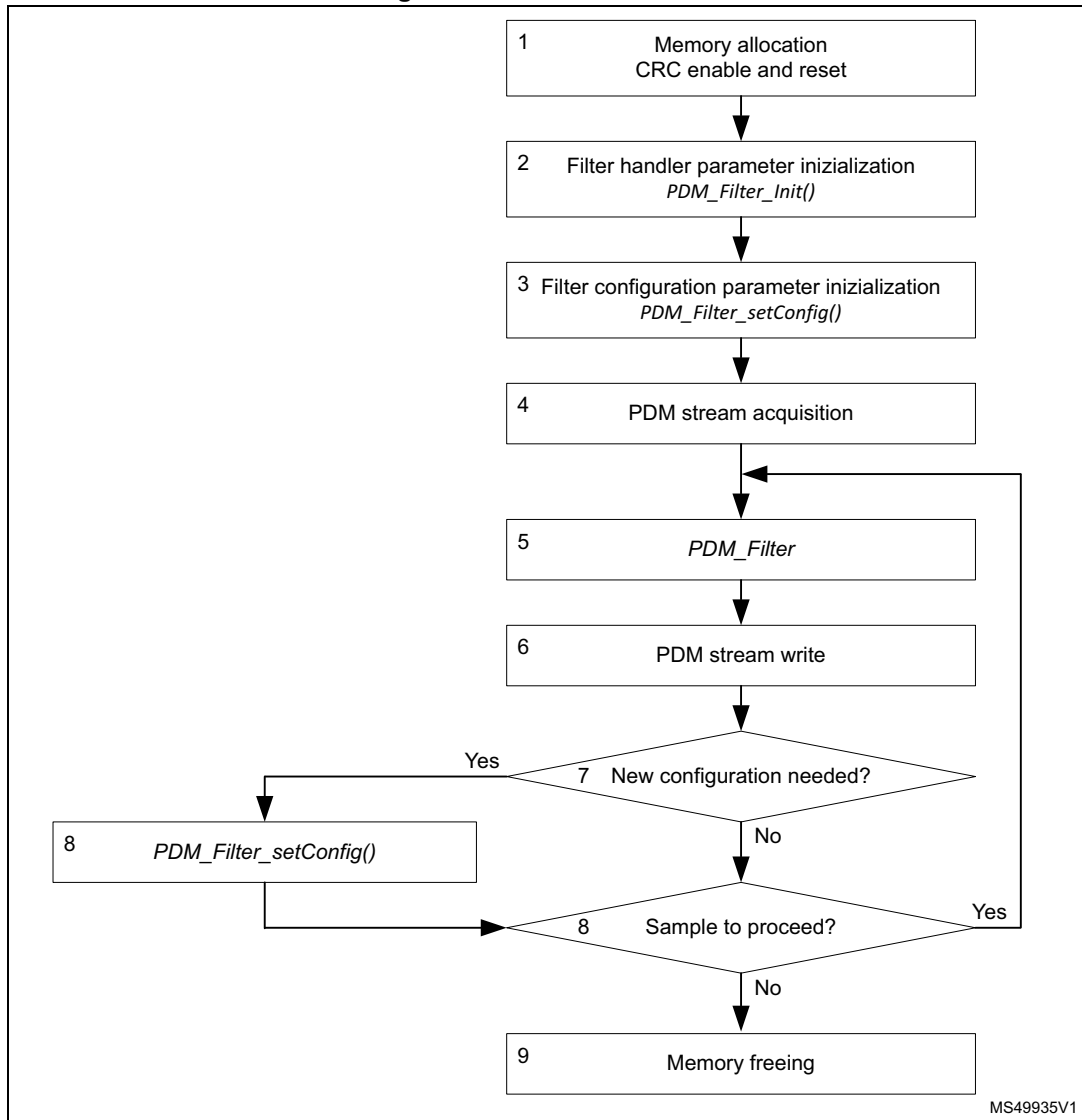 1
Memory allocation
CRC enable and reset
2
Filter handler parameter inizialization
PDM_Filter_Init()
3
Filter configuration parameter inizialization
PDM_Filter_setConfig()
4
PDM stream acquisition
5
PDM_Filter
6
PDM stream write
Yes
7 New configuration needed?
No
8
PDM_Filter_setConfig()
Yes
8 Sample to proceed?
No
9
Memory freeing
MS49935V1